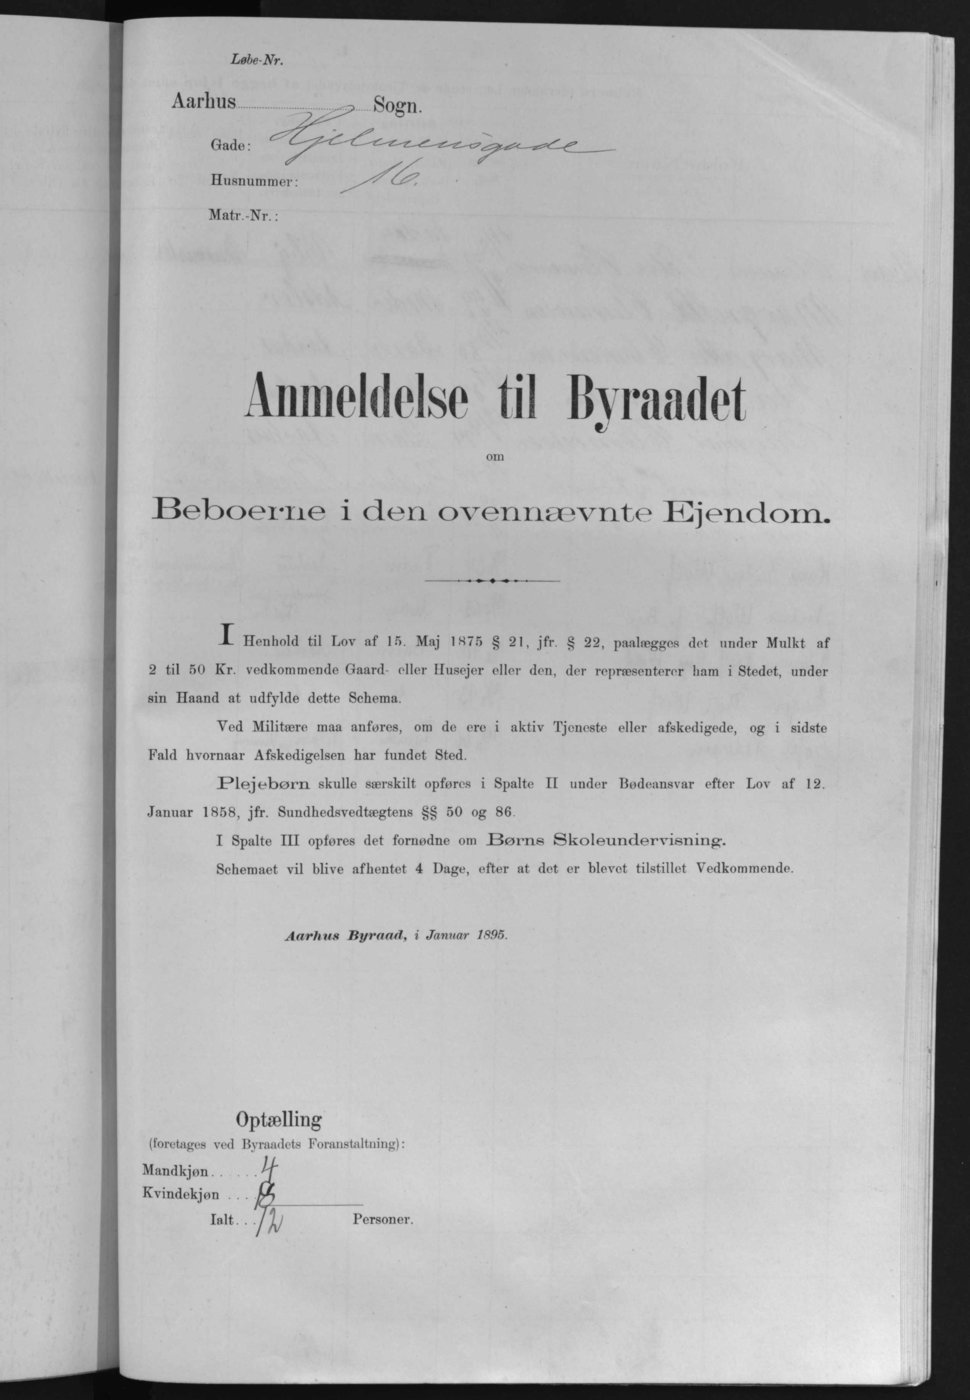 Løbe-Nr.
Aarhus Sogn.
Gade: Hjelmensgade
Husnummer: 16.
Matr.-Nr.:
Anmeldelse til Byraadet
om
Beboerne i den ovennævnte Ejendom.
I Henhold til Lov af 15. Maj 1875 § 21, jfr. § 22, paalægges det under Mulkt af
2 til 50 Kr. vedkommende Gaard- eller Husejer eller den, der repræsenterer ham i Stedet, under
sin Haand at udfylde dette Schema.
Ved Militære maa anføres, om de ere i aktiv Tjeneste eller afskedigede, og i sidste
Fald hvornaar Afskedigelsen har fundet Sted.
Plejebørn skulle særskilt opføres i Spalte II under Bødeansvar efter Lov af 12.
Januar 1858, jfr. Sundhedsvedtægtens §§ 50 og 86.
I Spalte III opføres det fornødne om Børns Skoleundervisning.
Schemaet vil blive afhentet 4 Dage, efter at det er blevet tilstillet Vedkommende.
Aarhus Byraad, i Januar 1895.
Optælling
(foretages ved Byraadets Foranstaltning):
Mandkjøn...... 4
Kvindekjøn ... 8
Ialt... 12 Personer.